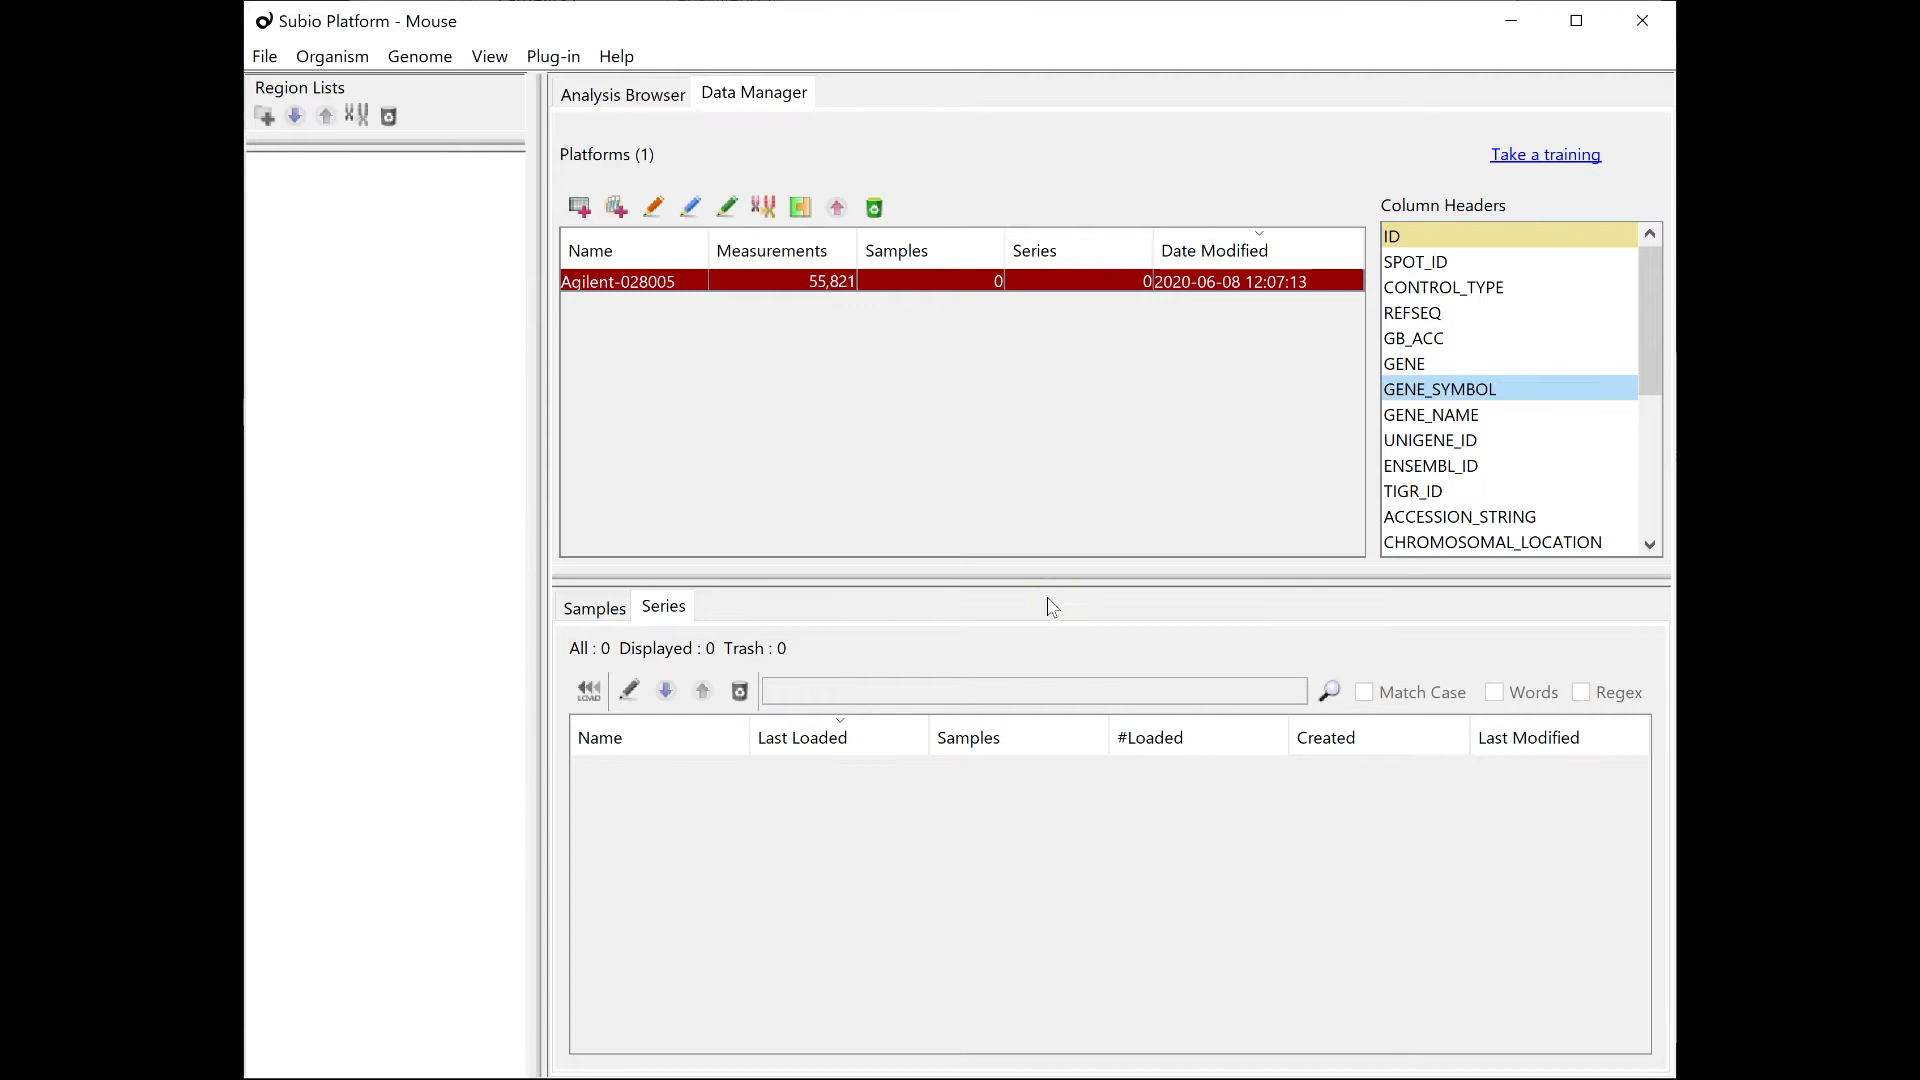 Subio Platform - Mouse
File Organism Genome View Plug-in Help
Region Lists
Analysis Browser Data Manager
Platforms (1)
Take a training
Column Headers
Name Measurements Samples Series Date Modified
Agilent-028005 55,821 0 0 2020-06-08 12:07:13
ID
SPOT_ID
CONTROL_TYPE
REFSEQ
GB_ACC
GENE
GENE_SYMBOL
GENE_NAME
UNIGENE_ID
ENSEMBL_ID
TIGR_ID
ACCESSION_STRING
CHROMOSOMAL_LOCATION
Samples Series
All : 0 Displayed : 0 Trash : 0
LOAD Match Case Words Regex
Name Last Loaded Samples #Loaded Created Last Modified